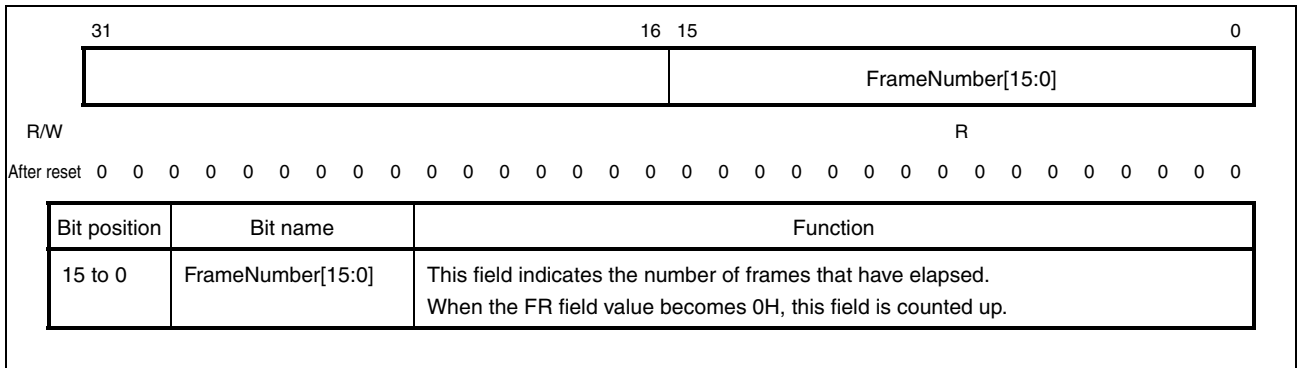 31 16 15 0
FrameNumber[15:0]
R/W R
After reset 0 0 0 0 0 0 0 0 0 0 0 0 0 0 0 0 0 0 0 0 0 0 0 0 0 0 0 0 0 0 0 0
Bit position Bit name Function
15 to 0 FrameNumber[15:0] This field indicates the number of frames that have elapsed.
When the FR field value becomes 0H, this field is counted up.